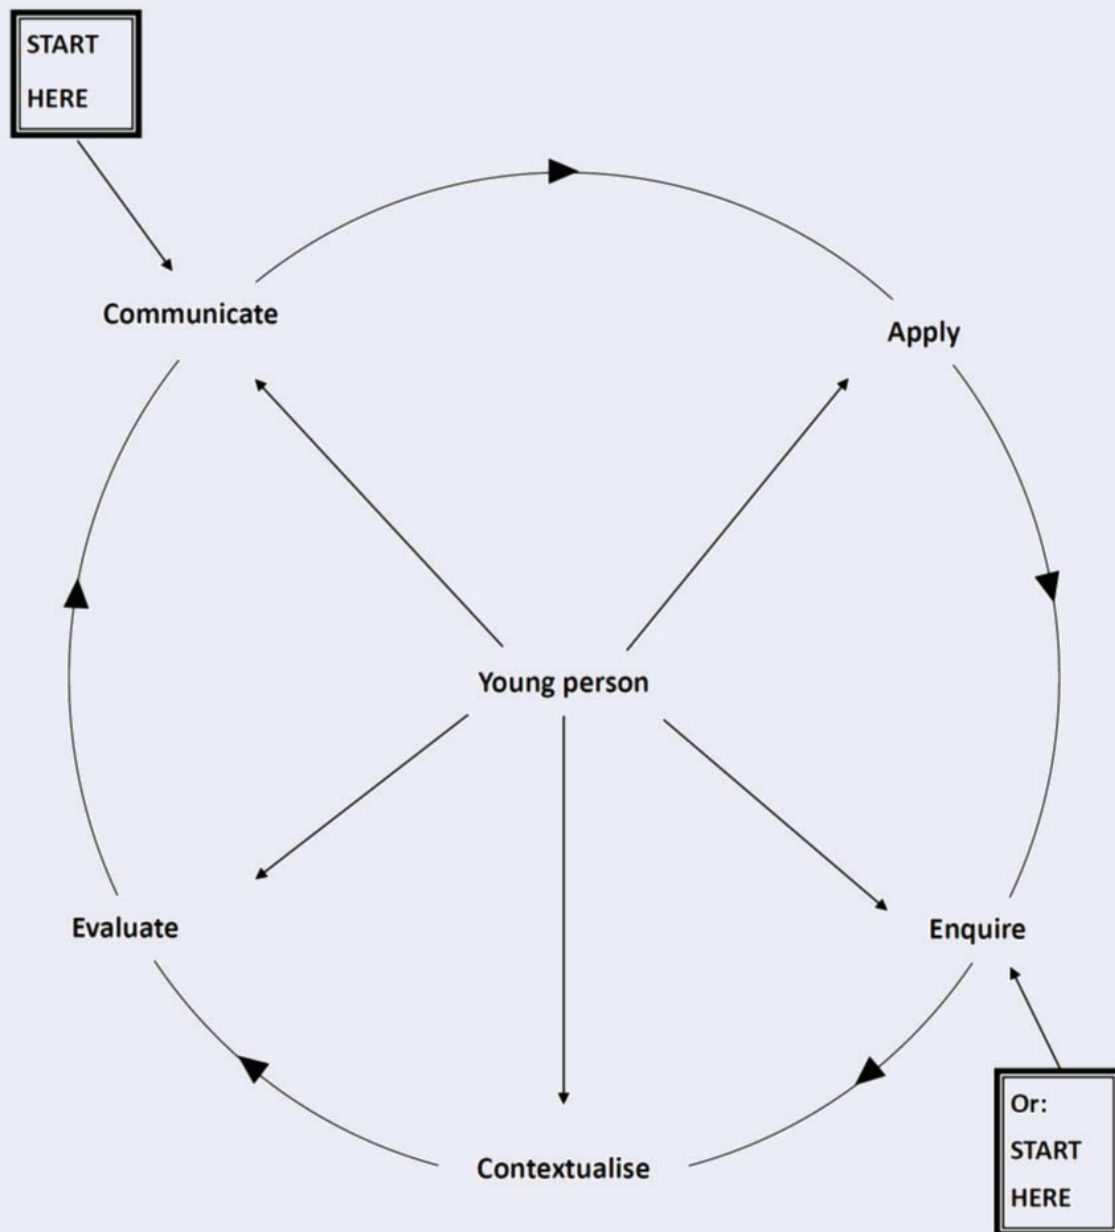 START
HERE
Communicate
Apply
Young person
Evaluate
Enquire
Contextualise
Or:
START
HERE